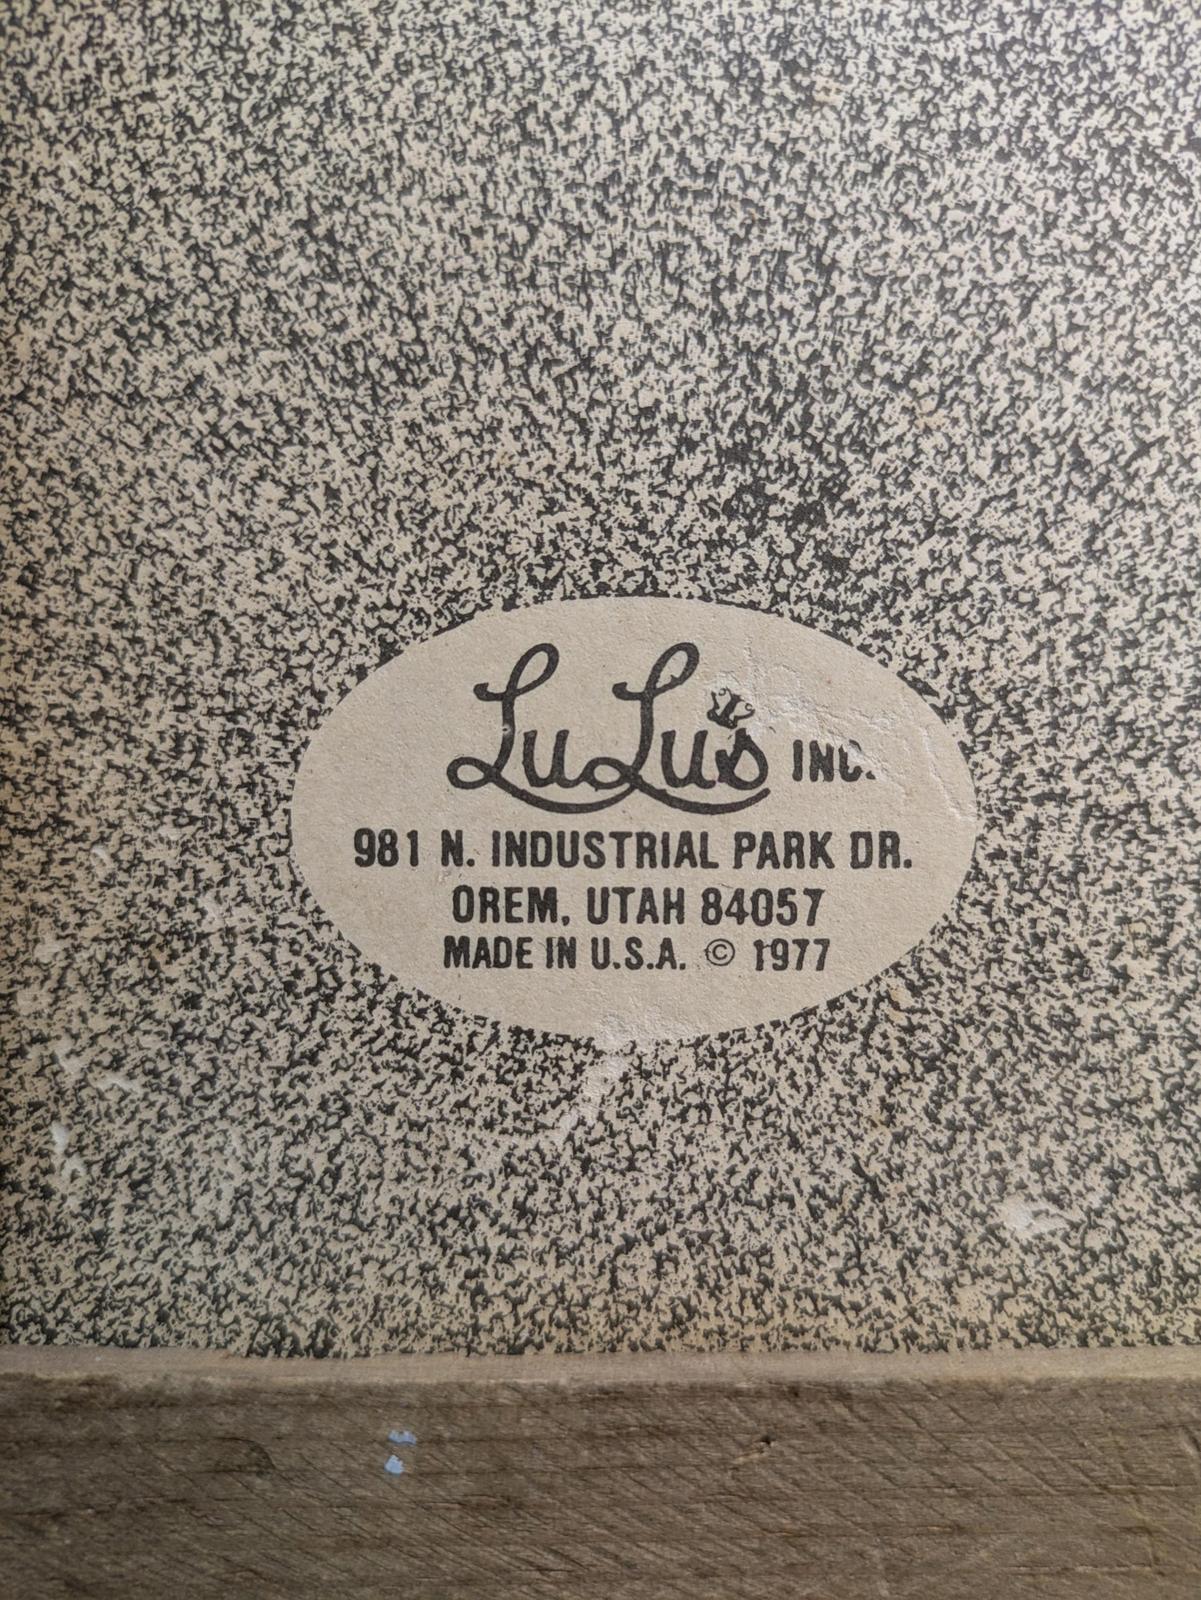 LuLu's INC.
981 N. INDUSTRIAL PARK DR.
OREM, UTAH 84057
MADE IN U.S.A. © 1977